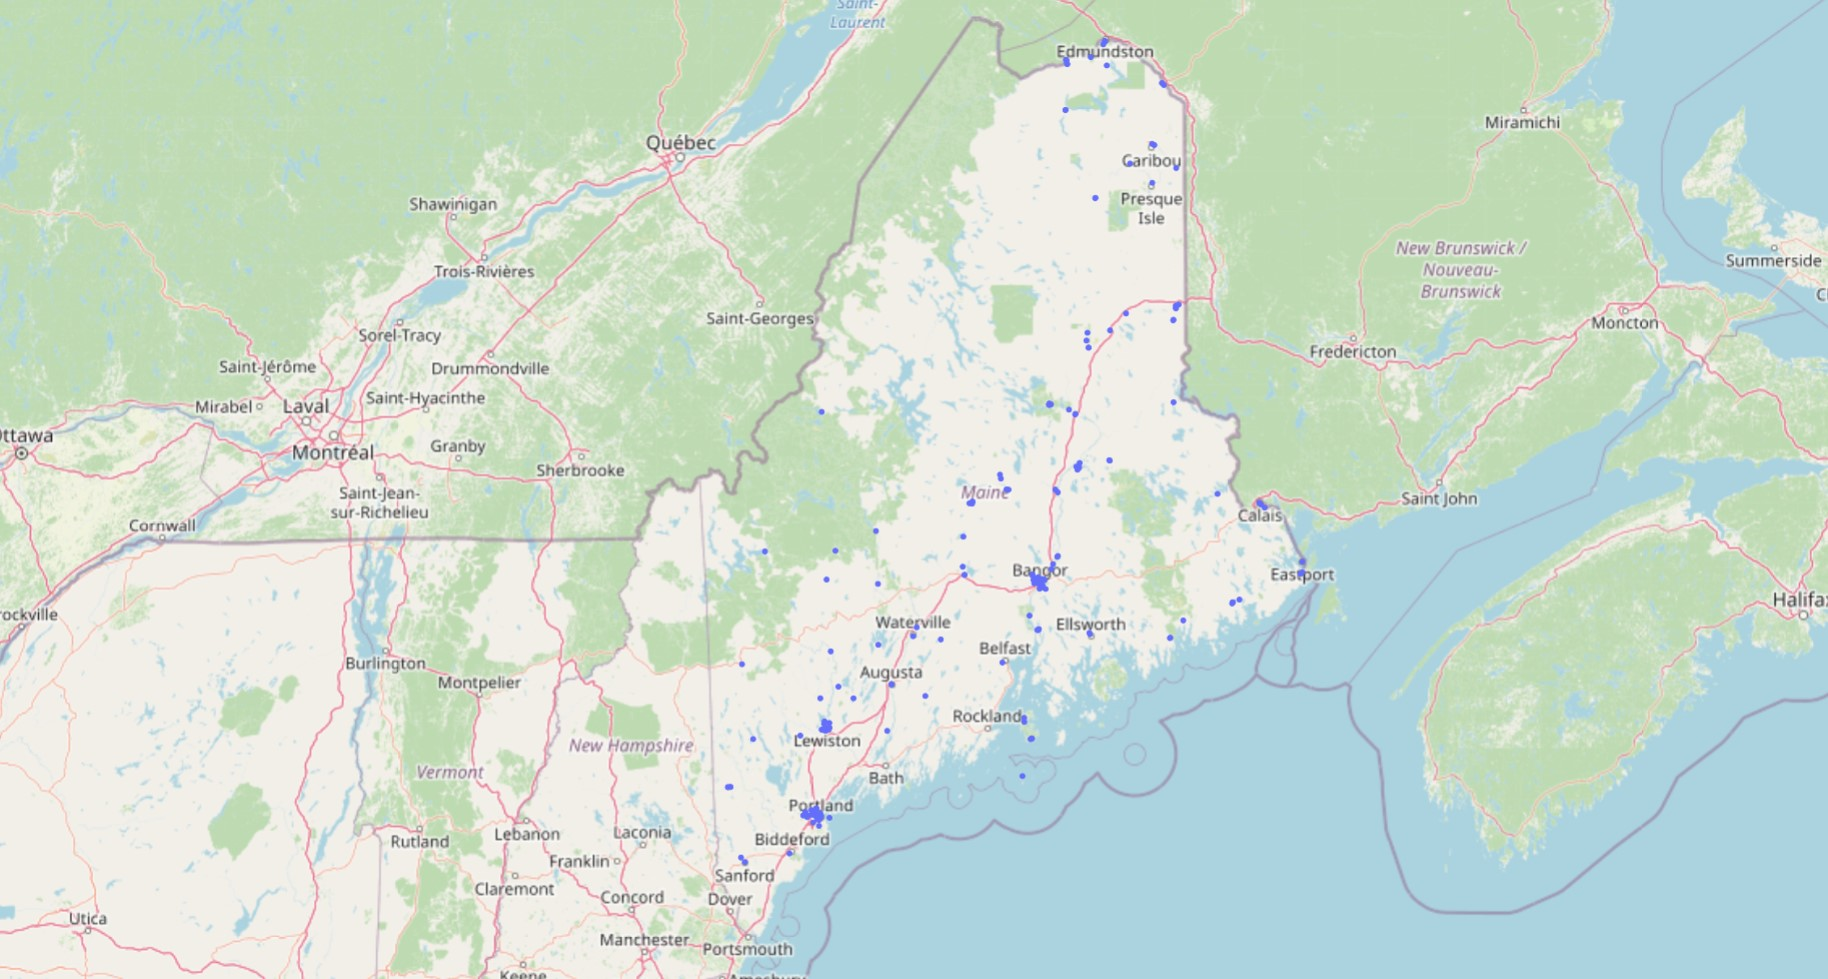 Saint-
Laurent
Edmundston
Miramichi
Québec
Caribou
Shawinigan
Presque
Isle
New Brunswick /
Nouveau-
Brunswick
Summerside
Trois-Rivières
Saint-Georges
Moncton
Sorel-Tracy
Fredericton
Saint-Jérôme
Drummondville
Mirabel
Laval
Saint-Hyacinthe
Ottawa
Montréal
Granby
Sherbrooke
Saint-Jean-
sur-Richelieu
Maine
Saint John
Calais
Cornwall
Bangor
Eastport
Halifax
rockville
Waterville
Ellsworth
Belfast
Burlington
Montpelier
Augusta
Rockland
New Hampshire
Lewiston
Vermont
Bath
Portland
Lebanon
Laconia
Biddeford
Rutland
Franklin
Claremont
Sanford
Concord
Dover
Utica
Manchester
Portsmouth
Keene
Amesbury